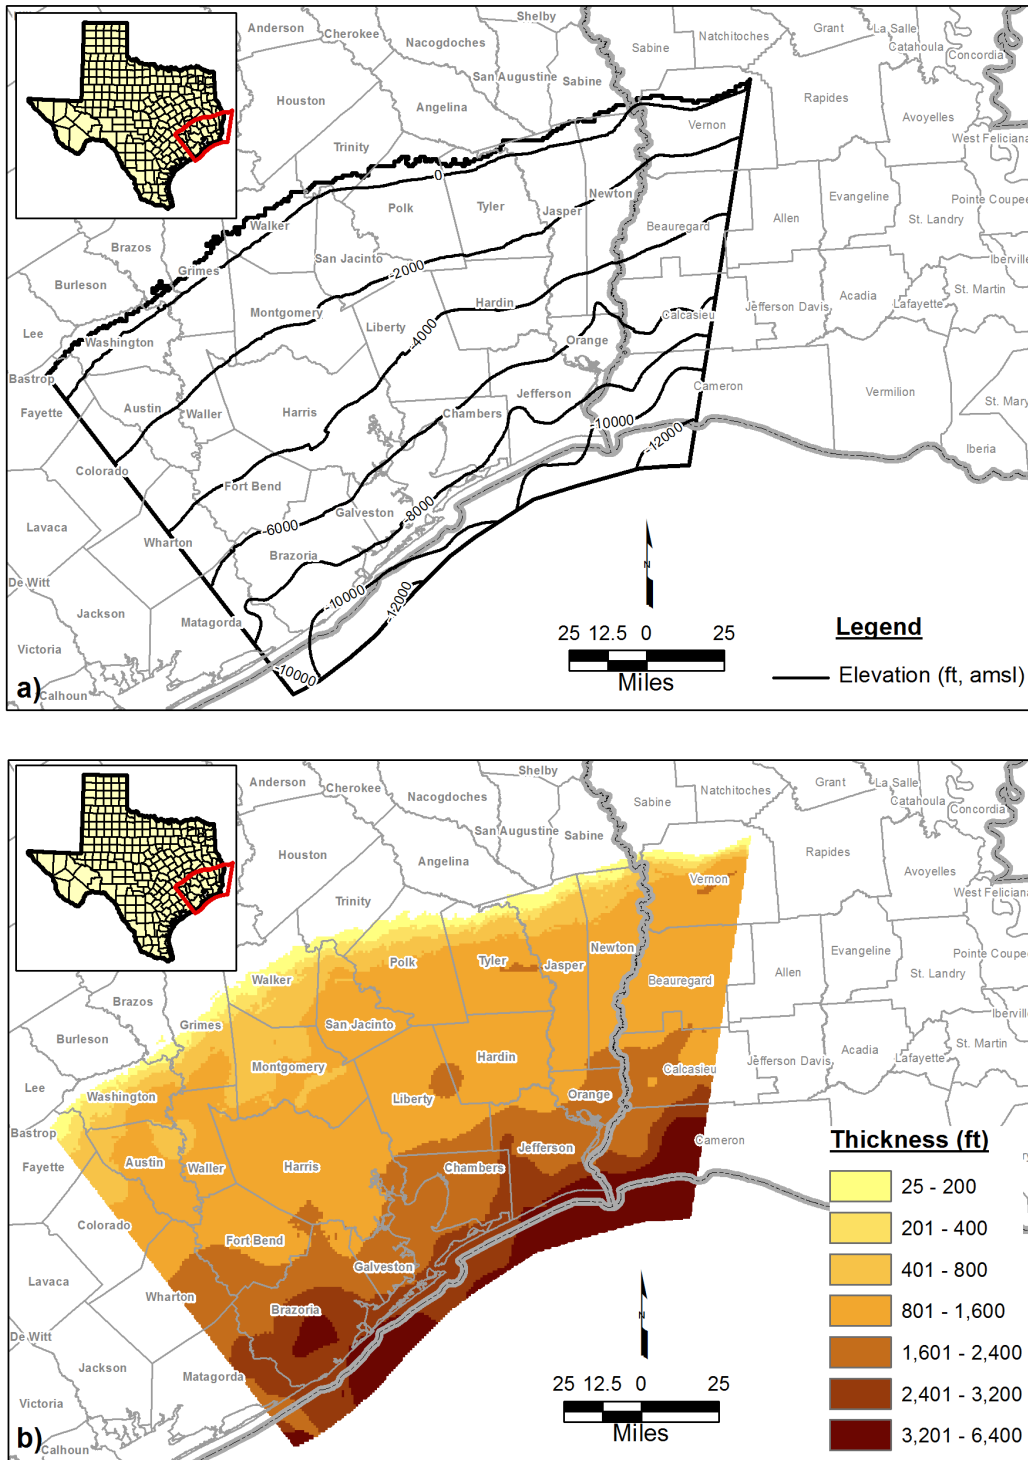 Shelby
Anderson
Cherokee
Nacogdoches
Sabine
Natchitoches
Grant
La Salle
Catahoula
Concordia
San Augustine
Sabine
Houston
Angelina
Rapides
Avoyelles
Vernon
West Feliciana
Trinity
0
Newton
Evangeline
Pointe Coupee
Polk
Tyler
Jasper
Walker
Beauregard
Allen
St. Landry
Brazos
San Jacinto
Grimes
-2000
Iberville
Burleson
Hardin
Acadia
St. Martin
Jefferson Davis
Lafayette
Montgomery
Liberty
-4000
Calcasieu
Lee
Washington
Orange
Bastrop
Cameron
Fayette
Austin
Waller
Harris
Chambers
Jefferson
Vermilion
St. Mary
-10000
-12000
Iberia
Colorado
Fort Bend
Galveston
-8000
Lavaca
-6000
Wharton
Brazoria
N
De Witt
-10000
-12000
Jackson
Matagorda
25 12.5 0 25
Legend
Victoria
-10000
Miles
Elevation (ft, amsl)
a)
Calhoun
Shelby
Anderson
Cherokee
Nacogdoches
Sabine
Natchitoches
Grant
La Salle
Catahoula
Concordia
San Augustine
Sabine
Houston
Angelina
Rapides
Avoyelles
Vernon
West Feliciana
Trinity
Newton
Evangeline
Pointe Coupee
Polk
Tyler
Jasper
Walker
Beauregard
Allen
St. Landry
Brazos
San Jacinto
Grimes
Iberville
Burleson
Hardin
Acadia
St. Martin
Jefferson Davis
Lafayette
Montgomery
Liberty
Calcasieu
Lee
Washington
Orange
Bastrop
Cameron
Thickness (ft)
Fayette
Austin
Waller
Harris
Chambers
Jefferson
25 - 200
Colorado
201 - 400
Fort Bend
Galveston
401 - 800
Lavaca
Wharton
Brazoria
N
801 - 1,600
De Witt
1,601 - 2,400
Jackson
Matagorda
25 12.5 0 25
2,401 - 3,200
Victoria
Miles
3,201 - 6,400
b)
Calhoun